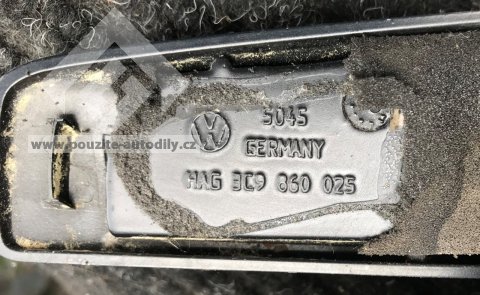 5045
GERMANY
www.pouzite-autodily.cz
HAG 3C9 860 025